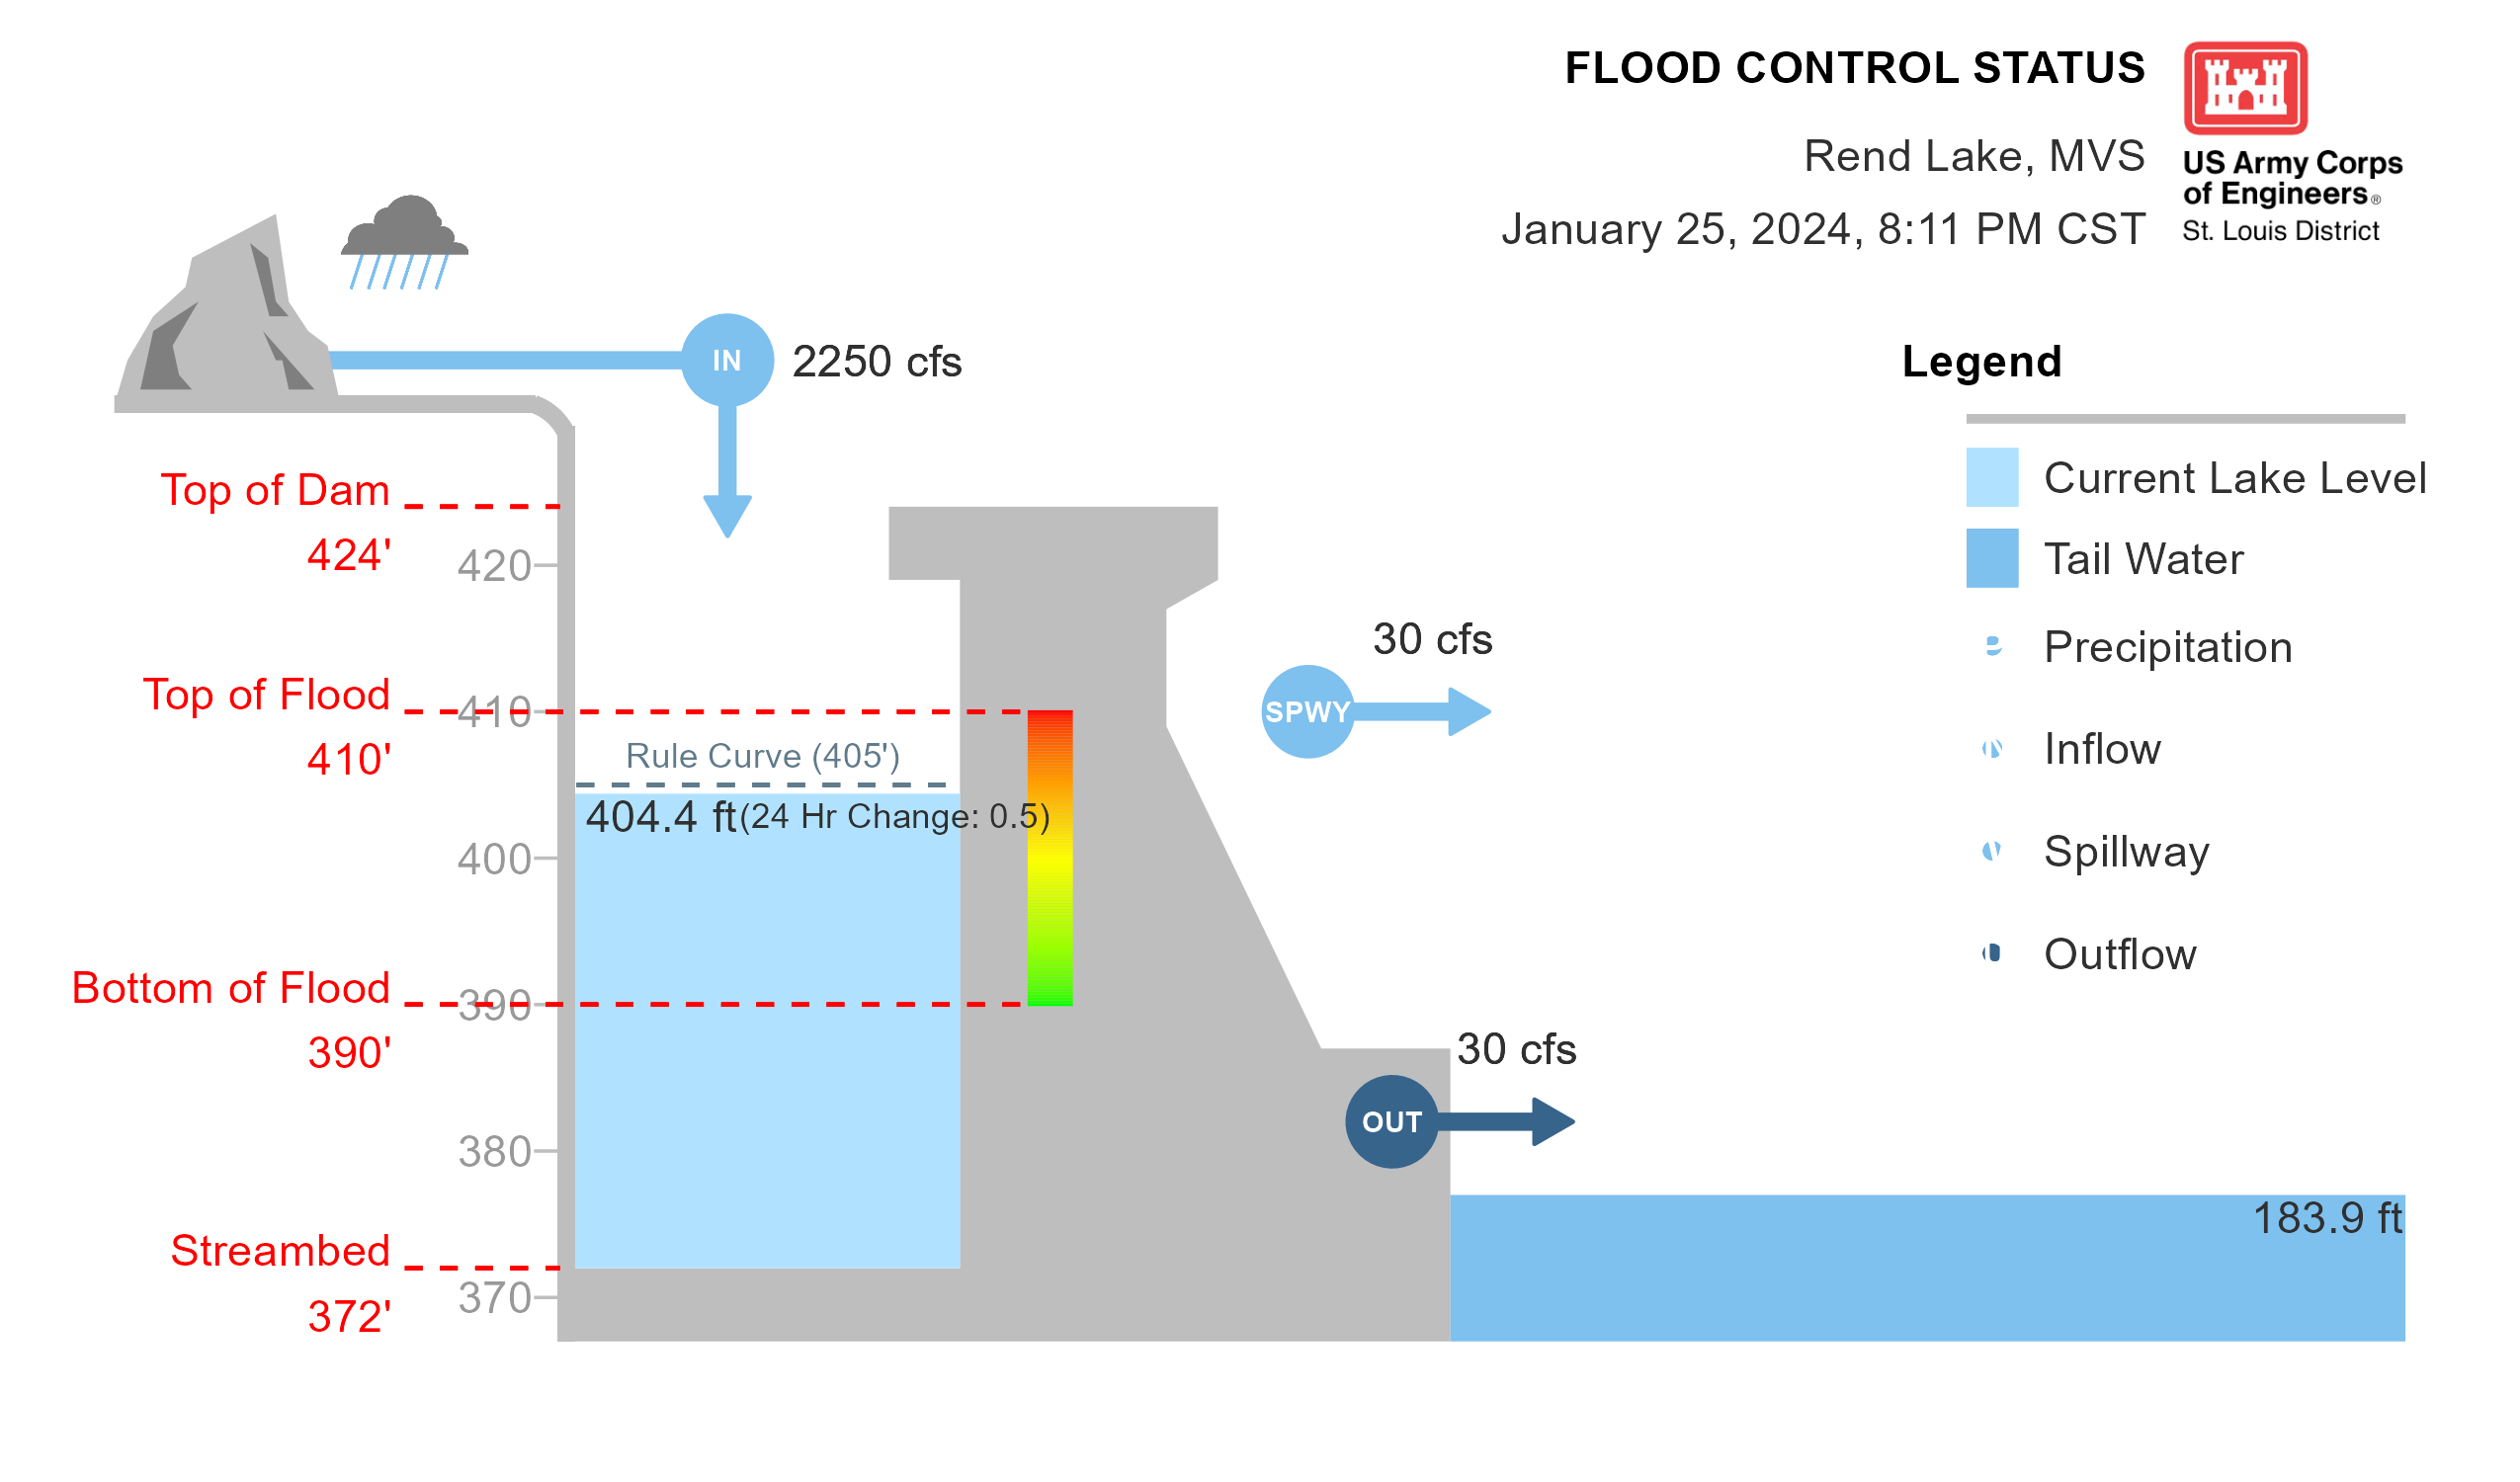 FLOOD CONTROL STATUS
Rend Lake, MVS
January 25, 2024, 8:11 PM CST
US Army Corps
of Engineers®
St. Louis District
IN
2250 cfs
Legend
Current Lake Level
Tail Water
Precipitation
Inflow
Spillway
Outflow
Top of Dam
424'
420
Top of Flood
410'
410
Rule Curve (405')
404.4 ft(24 Hr Change: 0.5)
400
Bottom of Flood
390'
390
380
Streambed
372'
370
30 cfs
SPWY
30 cfs
OUT
183.9 ft